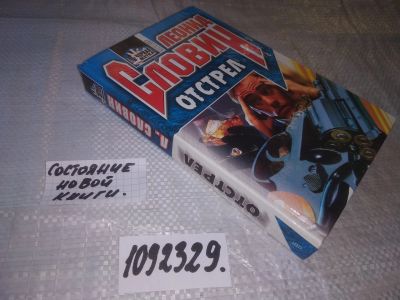 ЛЕОНИД
СЛОВИН
ОТСТРЕЛ
Л. СЛОВИН
ОТСТРЕЛ
СОСТОЯНИЕ
НОВОЙ
КНИГИ.
1092329.